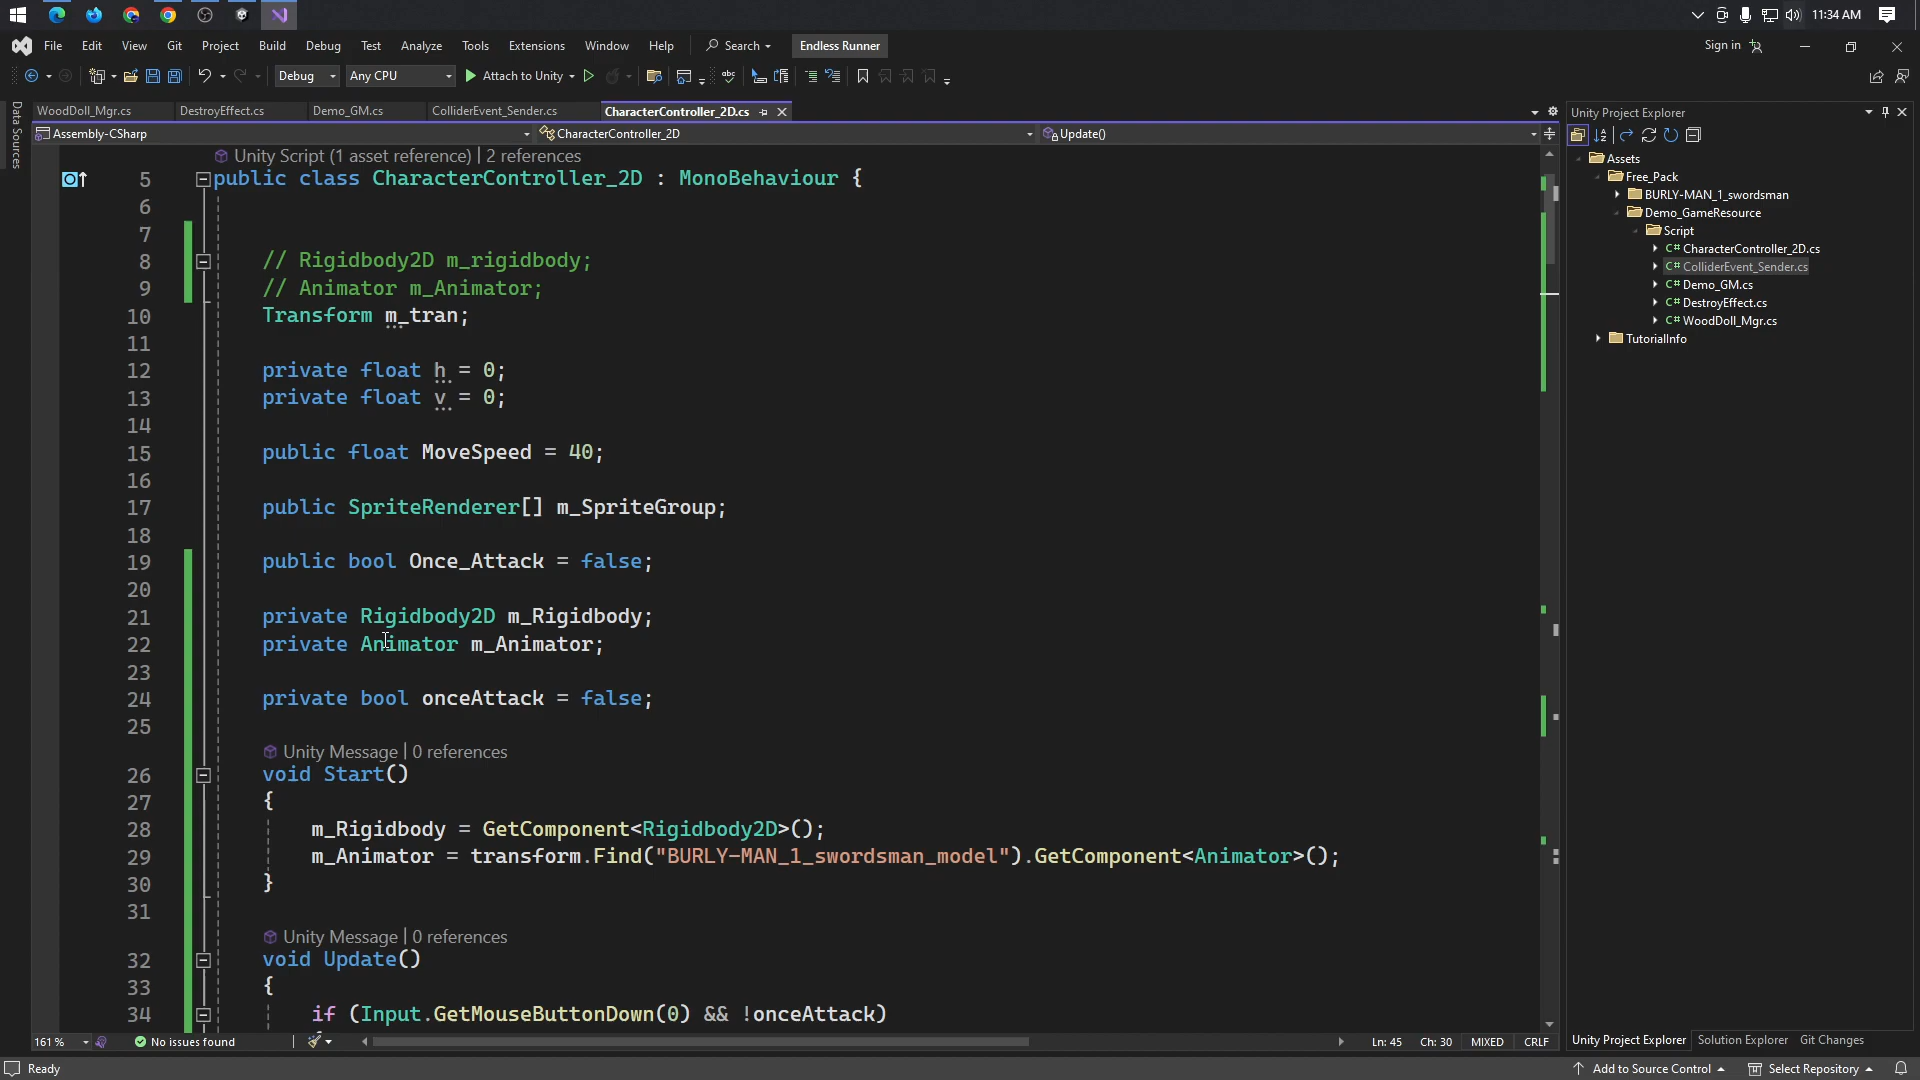 11:34 AM
File Edit View Git Project Build Debug Test Analyze Tools Extensions Window Help Search Endless Runner Sign in
Debug Any CPU Attach to Unity
WoodDoll_Mgr.cs DestroyEffect.cs Demo_GM.cs ColliderEvent_Sender.cs CharacterController_2D.cs
Assembly-CSharp CharacterController_2D Update()
Data Sources
Unity Script (1 asset reference) | 2 references
5 public class CharacterController_2D : MonoBehaviour {
6
7
8 // Rigidbody2D m_rigidbody;
9 // Animator m_Animator;
10 Transform m_tran;
11
12 private float h = 0;
13 private float v = 0;
14
15 public float MoveSpeed = 40;
16
17 public SpriteRenderer[] m_SpriteGroup;
18
19 public bool Once_Attack = false;
20
21 private Rigidbody2D m_Rigidbody;
22 private Animator m_Animator;
23
24 private bool onceAttack = false;
25
Unity Message | 0 references
26 void Start()
27 {
28 m_Rigidbody = GetComponent<Rigidbody2D>();
29 m_Animator = transform.Find("BURLY-MAN_1_swordsman_model").GetComponent<Animator>();
30 }
31
Unity Message | 0 references
32 void Update()
33 {
34 if (Input.GetMouseButtonDown(0) && !onceAttack)
161 % No issues found Ln: 45 Ch: 30 MIXED CRLF
Unity Project Explorer
Assets
Free_Pack
BURLY-MAN_1_swordsman
Demo_GameResource
Script
C# CharacterController_2D.cs
C# ColliderEvent_Sender.cs
C# Demo_GM.cs
C# DestroyEffect.cs
C# WoodDoll_Mgr.cs
TutorialInfo
Unity Project Explorer Solution Explorer Git Changes
Ready Add to Source Control Select Repository